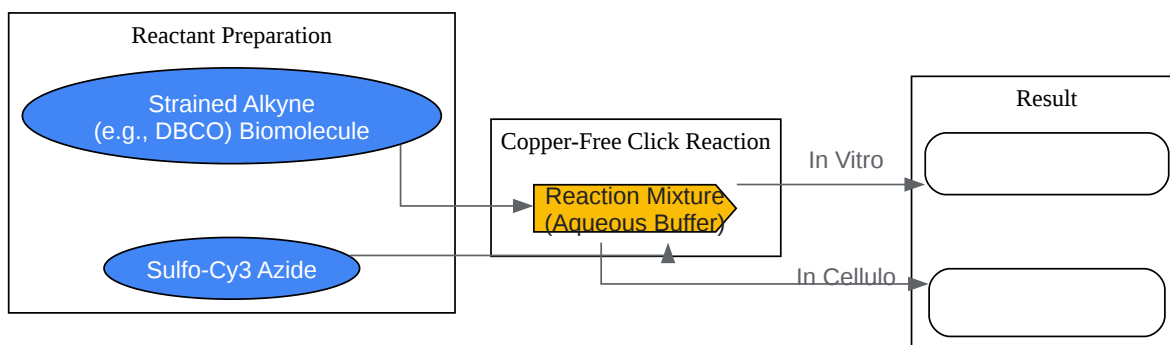 Reactant Preparation
Strained Alkyne
(e.g., DBCO) Biomolecule
Sulfo-Cy3 Azide
Copper-Free Click Reaction
Reaction Mixture
(Aqueous Buffer)
In Vitro
In Cellulo
Result